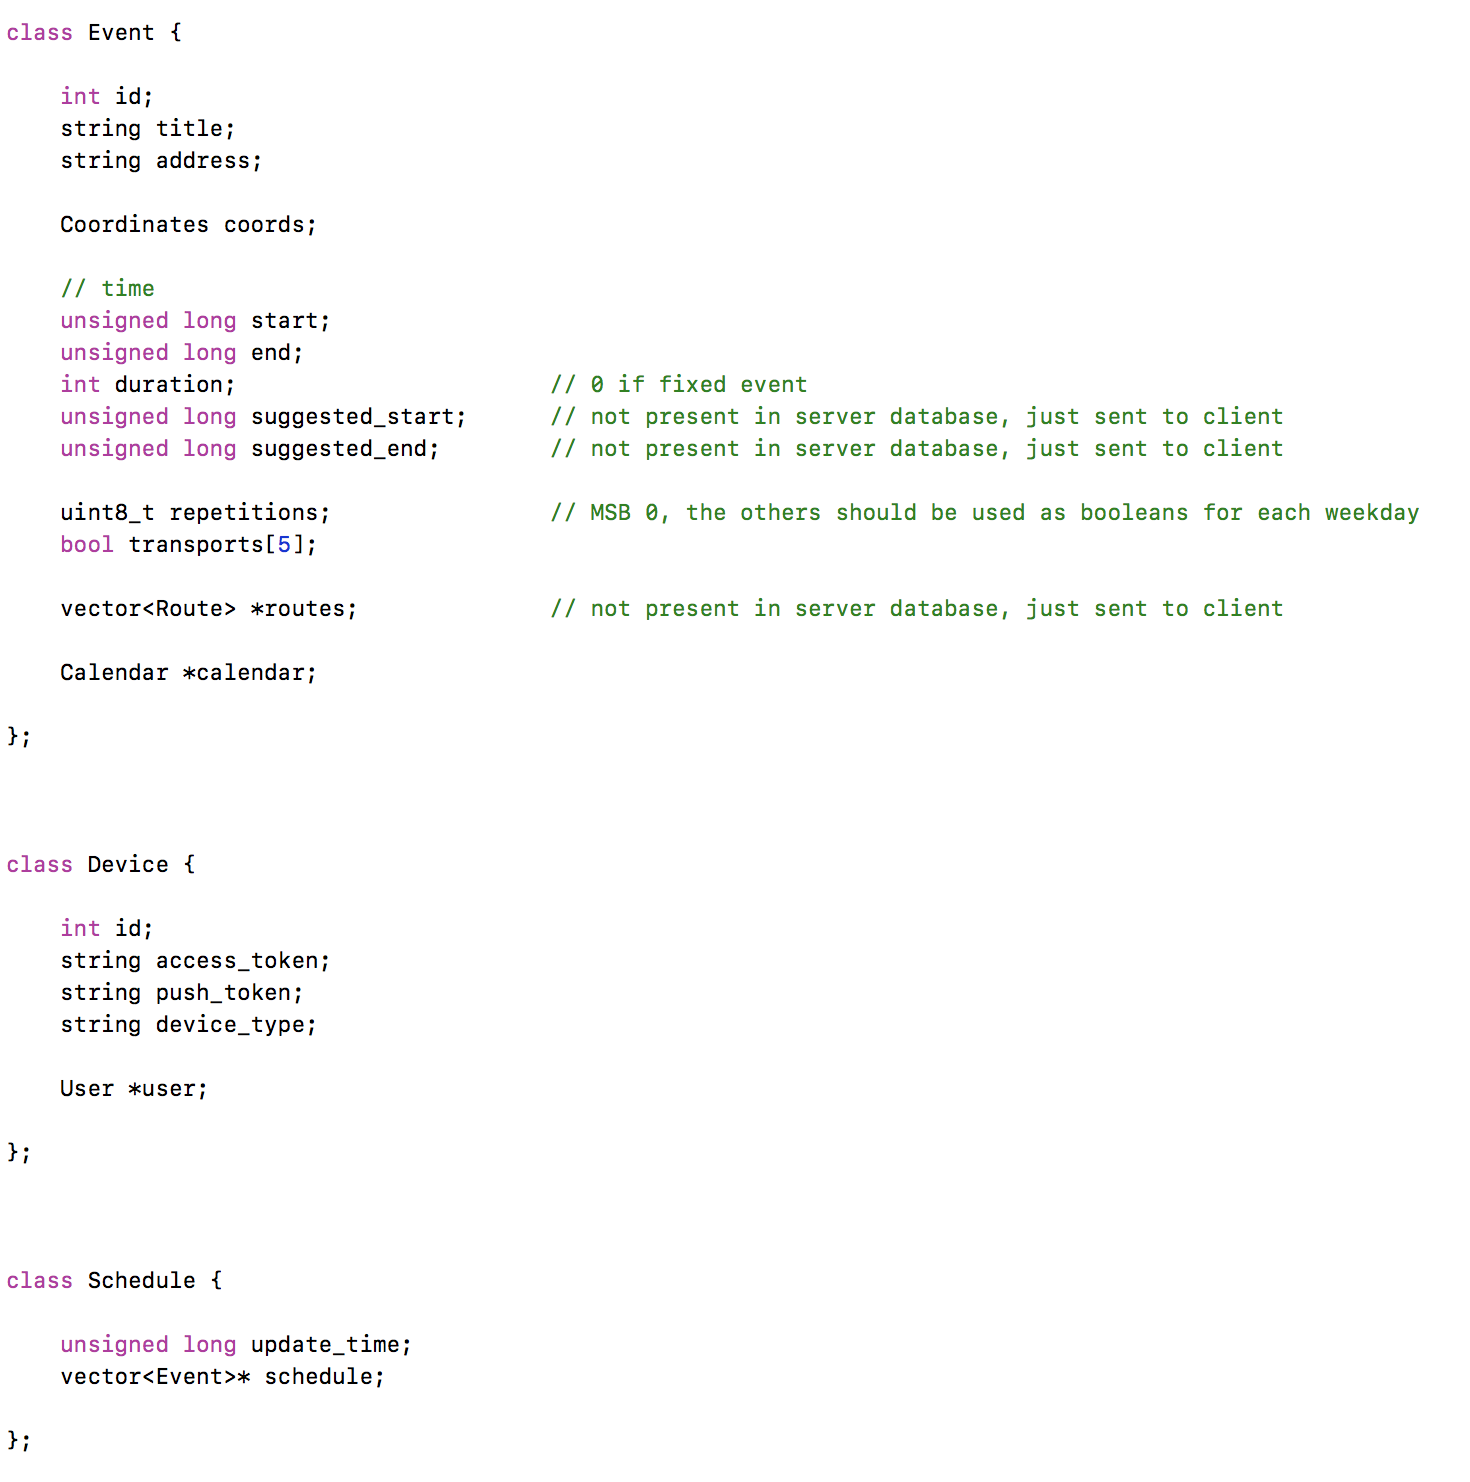 class Event {
int id;
string title;
string address;
Coordinates coords;
// time
unsigned long start;
unsigned long end;
int duration; // 0 if fixed event
unsigned long suggested_start; // not present in server database, just sent to client
unsigned long suggested_end; // not present in server database, just sent to client
uint8_t repetitions; // MSB 0, the others should be used as booleans for each weekday
bool transports[5];
vector<Route> *routes; // not present in server database, just sent to client
Calendar *calendar;
};
class Device {
int id;
string access_token;
string push_token;
string device_type;
User *user;
};
class Schedule {
unsigned long update_time;
vector<Event>* schedule;
};